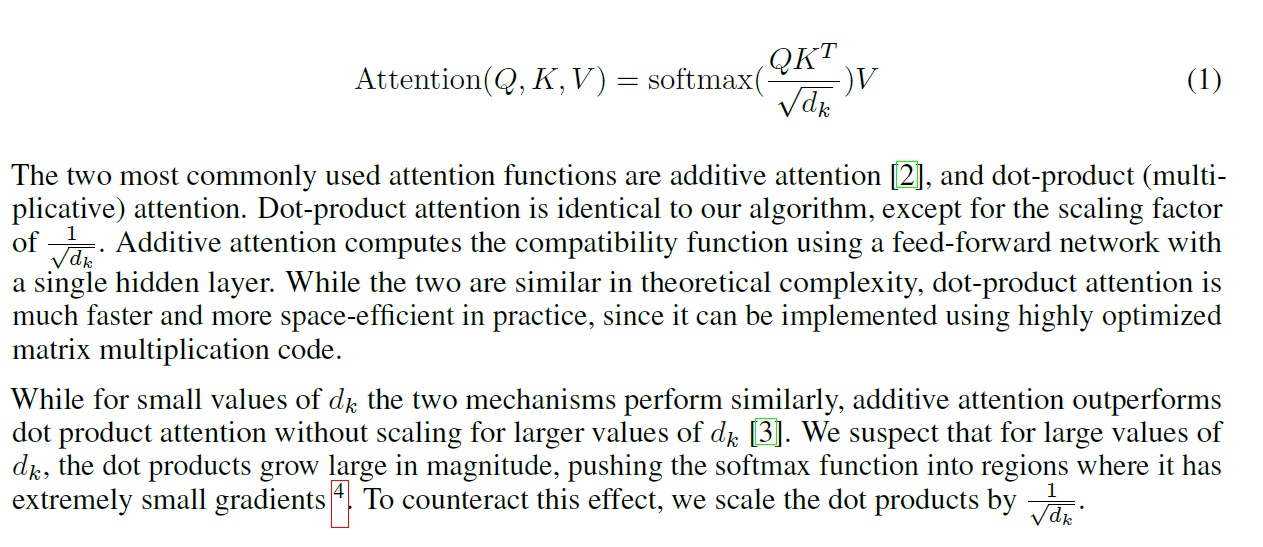 Attention(Q, K, V) = softmax(\frac{QK^T}{\sqrt{d_k}})V (1)
The two most commonly used attention functions are additive attention [2], and dot-product (multi-
plicative) attention. Dot-product attention is identical to our algorithm, except for the scaling factor
of \frac{1}{\sqrt{d_k}}. Additive attention computes the compatibility function using a feed-forward network with
a single hidden layer. While the two are similar in theoretical complexity, dot-product attention is
much faster and more space-efficient in practice, since it can be implemented using highly optimized
matrix multiplication code.
While for small values of d_k the two mechanisms perform similarly, additive attention outperforms
dot product attention without scaling for larger values of d_k [3]. We suspect that for large values of
d_k, the dot products grow large in magnitude, pushing the softmax function into regions where it has
extremely small gradients ^4. To counteract this effect, we scale the dot products by \frac{1}{\sqrt{d_k}}.